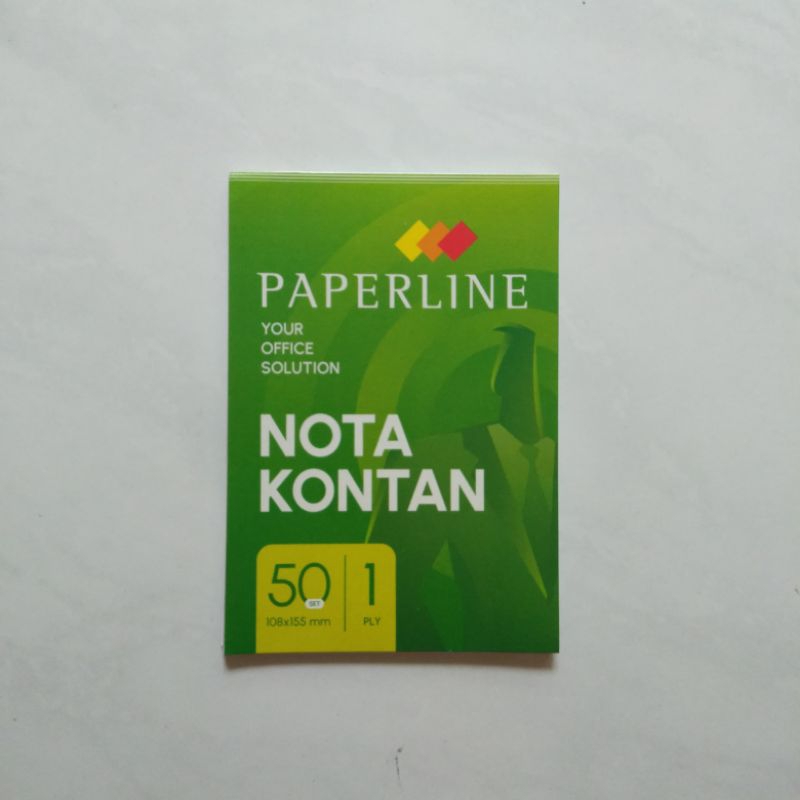 PAPERLINE
YOUR
OFFICE
SOLUTION
NOTA
KONTAN
50 SET
108x155 mm
1
PLY